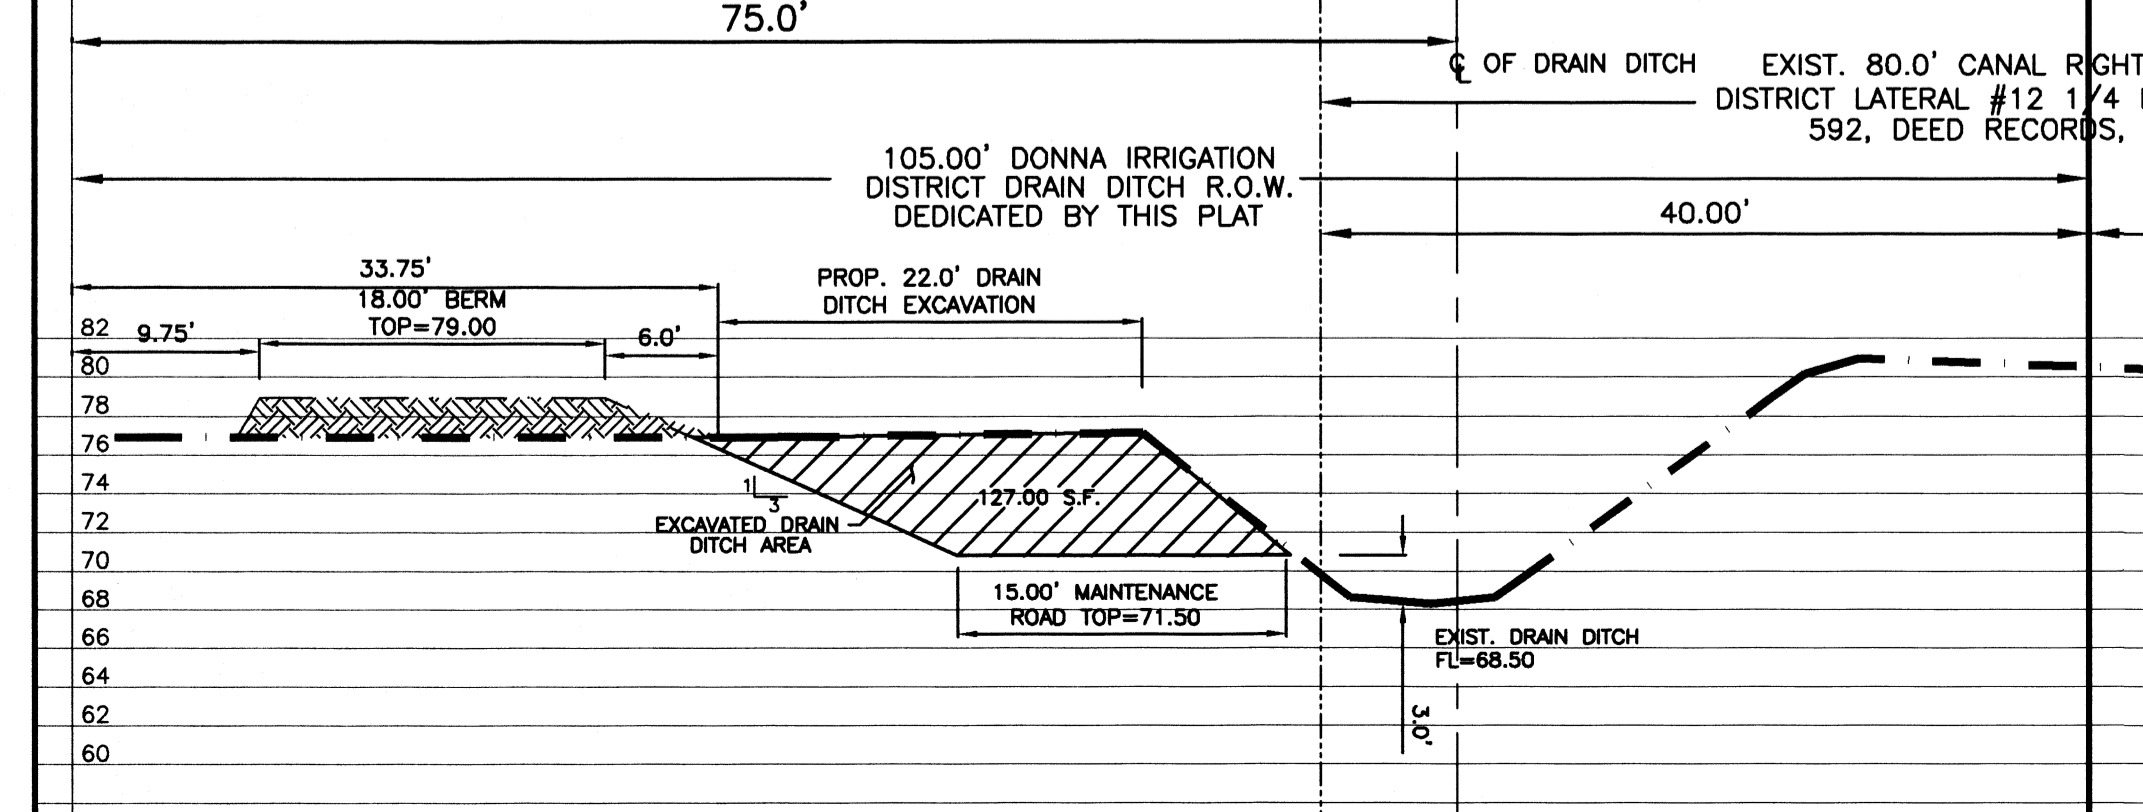 75.0'
℄ OF DRAIN DITCH
EXIST. 80.0' CANAL RIGHT
DISTRICT LATERAL #12 1/4
592, DEED RECORDS,
105.00' DONNA IRRIGATION
DISTRICT DRAIN DITCH R.O.W.
DEDICATED BY THIS PLAT
40.00'
33.75'
18.00' BERM
TOP=79.00
9.75'
6.0'
PROP. 22.0' DRAIN
DITCH EXCAVATION
82
80
78
76
74
72
70
68
66
64
62
60
1
3
127.00 S.F.
EXCAVATED DRAIN
DITCH AREA
15.00' MAINTENANCE
ROAD TOP=71.50
EXIST. DRAIN DITCH
FL=68.50
3.0'